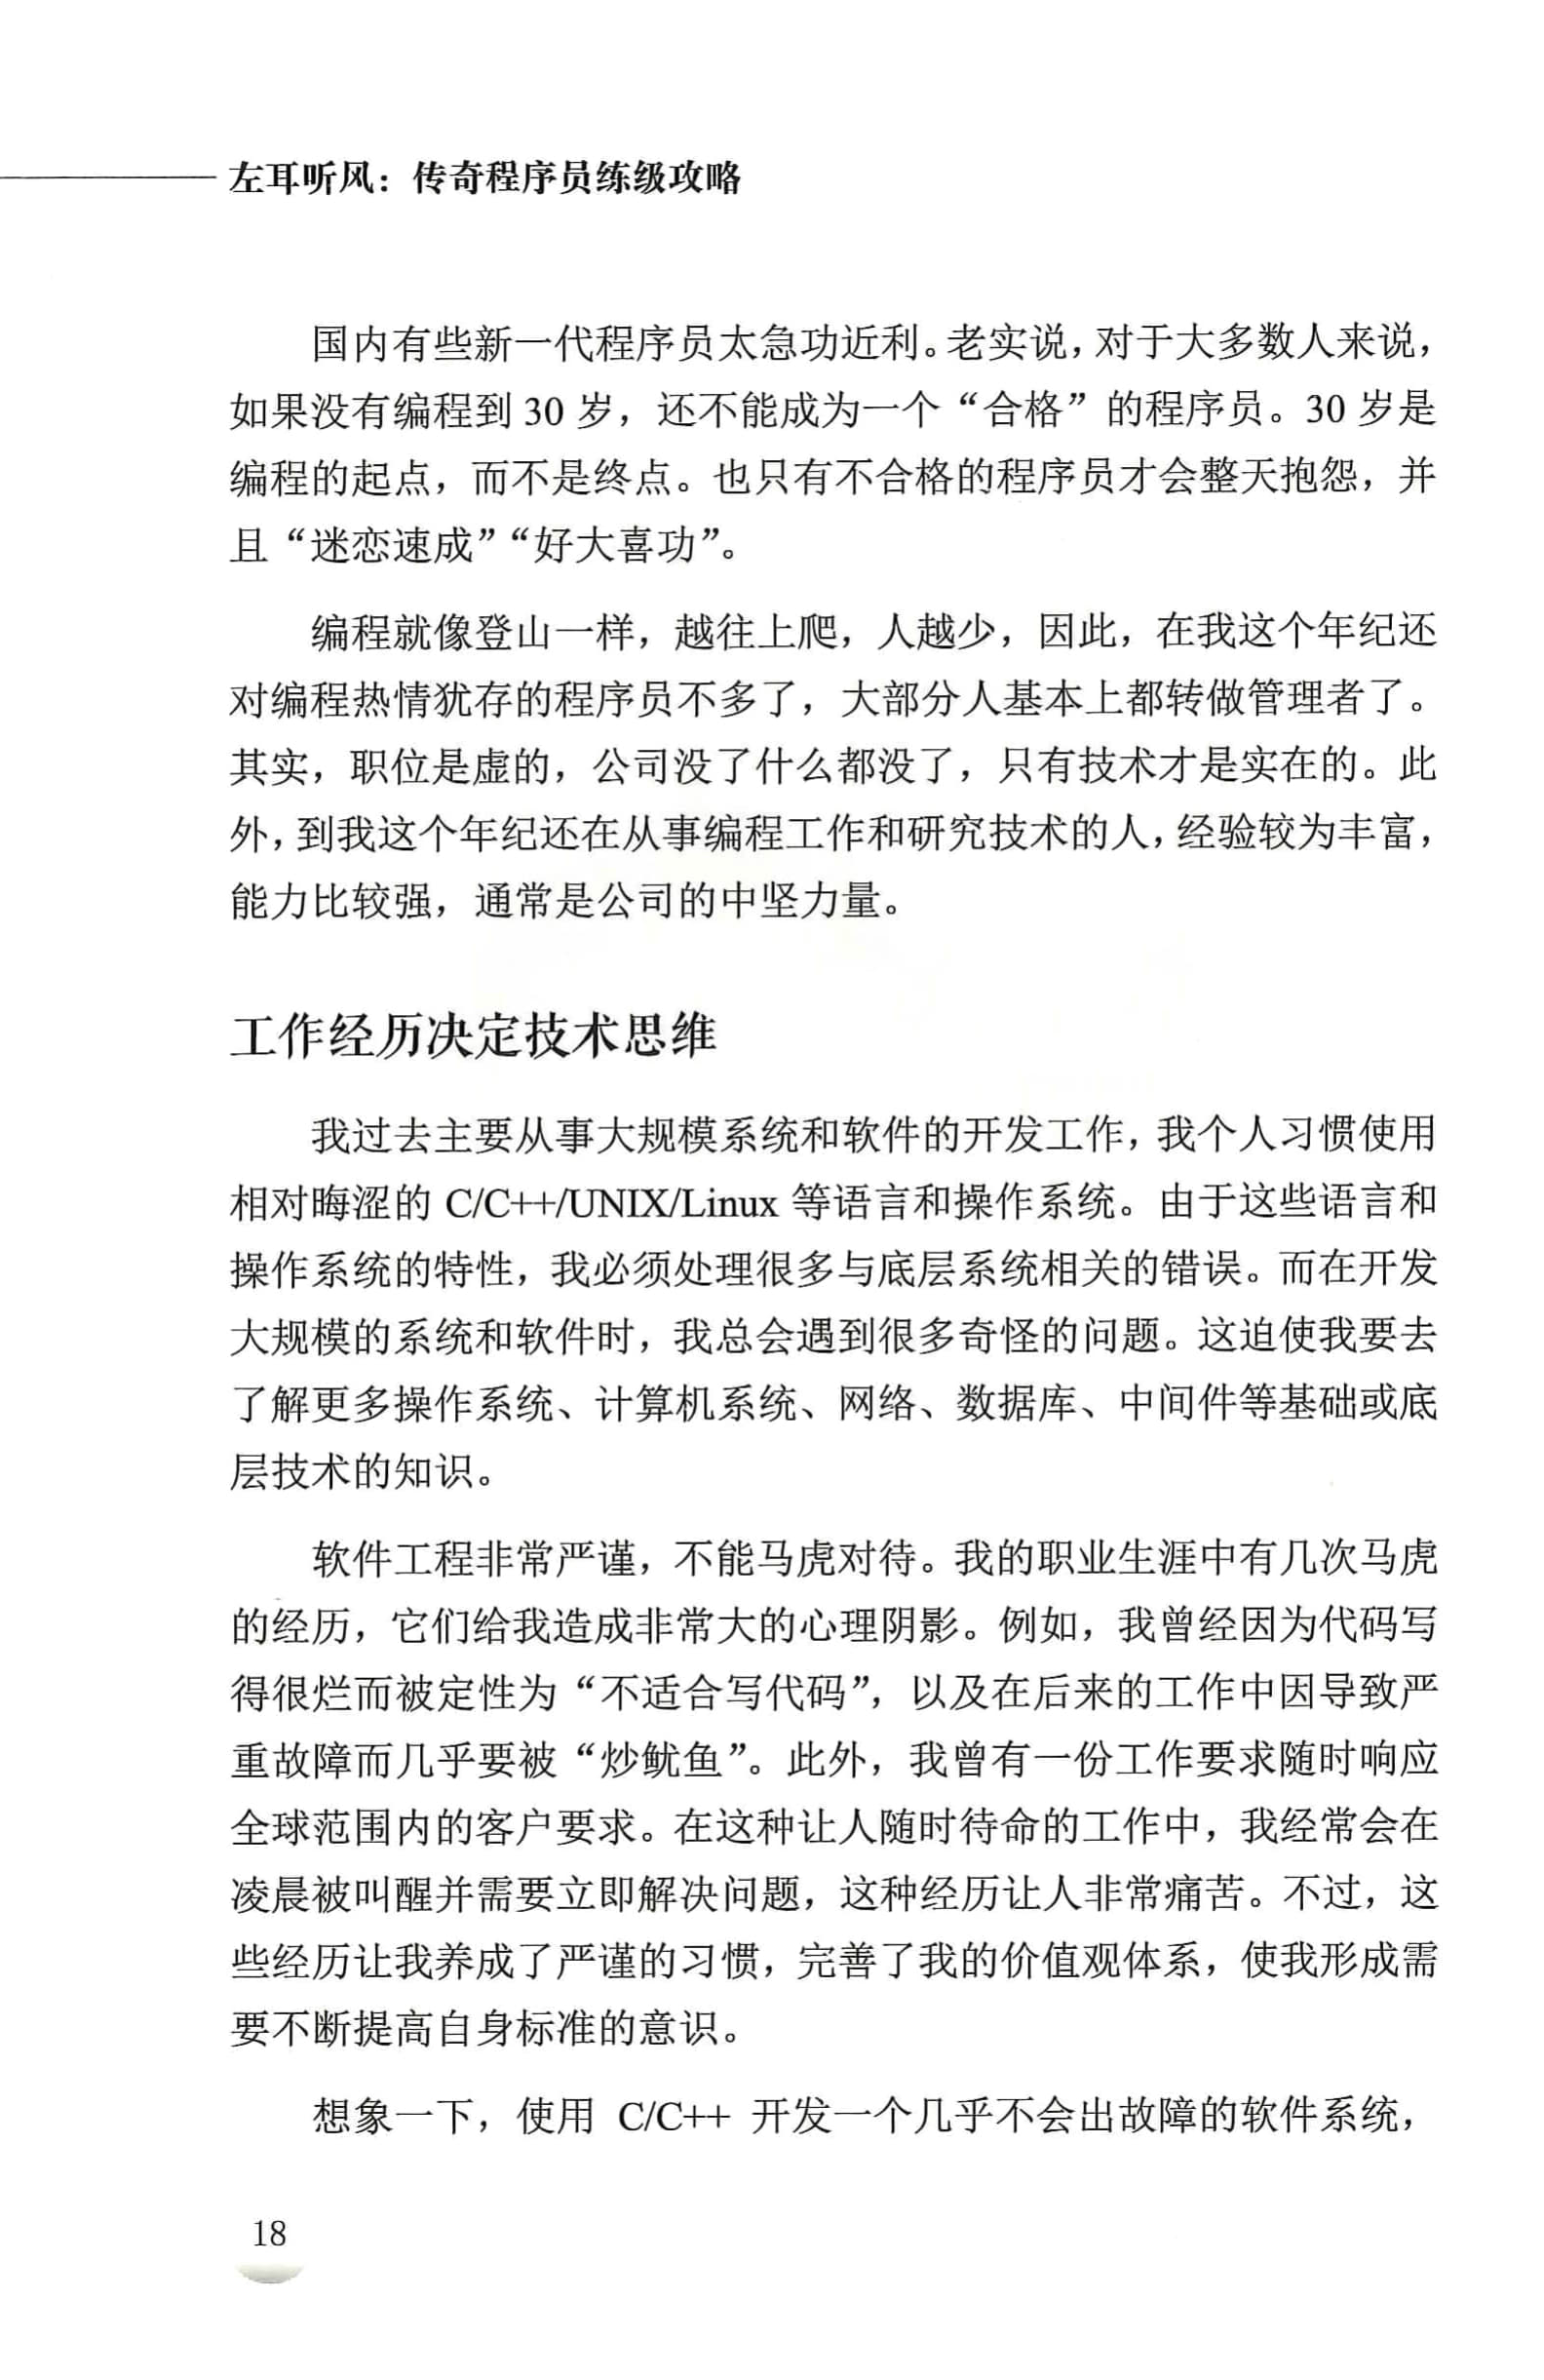 左耳听风：传奇程序员练级攻略
国内有些新一代程序员太急功近利。老实说，对于大多数人来说，
如果没有编程到 30 岁，还不能成为一个“合格”的程序员。30 岁是
编程的起点，而不是终点。也只有不合格的程序员才会整天抱怨，并
且“迷恋速成”“好大喜功”。
编程就像登山一样，越往上爬，人越少，因此，在我这个年纪还
对编程热情犹存的程序员不多了，大部分人基本上都转做管理者了。
其实，职位是虚的，公司没了什么都没了，只有技术才是实在的。此
外，到我这个年纪还在从事编程工作和研究技术的人，经验较为丰富，
能力比较强，通常是公司的中坚力量。
工作经历决定技术思维
我过去主要从事大规模系统和软件的开发工作，我个人习惯使用
相对晦涩的 C/C++/UNIX/Linux 等语言和操作系统。由于这些语言和
操作系统的特性，我必须处理很多与底层系统相关的错误。而在开发
大规模的系统和软件时，我总会遇到很多奇怪的问题。这迫使我要去
了解更多操作系统、计算机系统、网络、数据库、中间件等基础或底
层技术的知识。
软件工程非常严谨，不能马虎对待。我的职业生涯中有几次马虎
的经历，它们给我造成非常大的心理阴影。例如，我曾经因为代码写
得很烂而被定性为“不适合写代码”，以及在后来的工作中因导致严
重故障而几乎要被“炒鱿鱼”。此外，我曾有一份工作要求随时响应
全球范围内的客户要求。在这种让人随时待命的工作中，我经常会在
凌晨被叫醒并需要立即解决问题，这种经历让人非常痛苦。不过，这
些经历让我养成了严谨的习惯，完善了我的价值观体系，使我形成需
要不断提高自身标准的意识。
想象一下，使用 C/C++ 开发一个几乎不会出故障的软件系统，
18